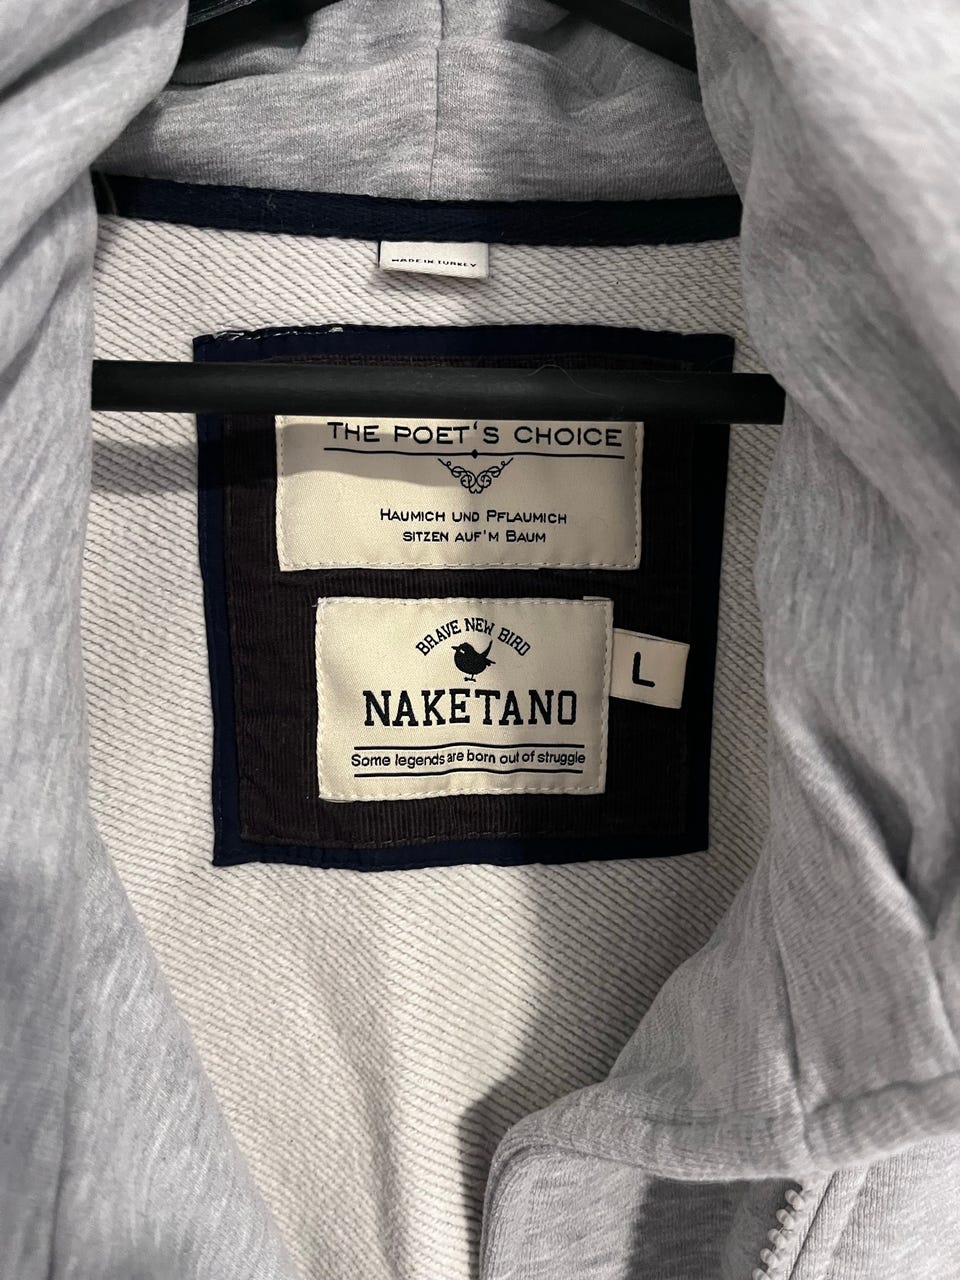 MADE IN TURKEY
THE POET'S CHOICE
HAUMICH UND PFLAUMICH
SITZEN AUF'M BAUM
BRAVE NEW BIRD
NAKETANO
L
Some legends are born out of struggle